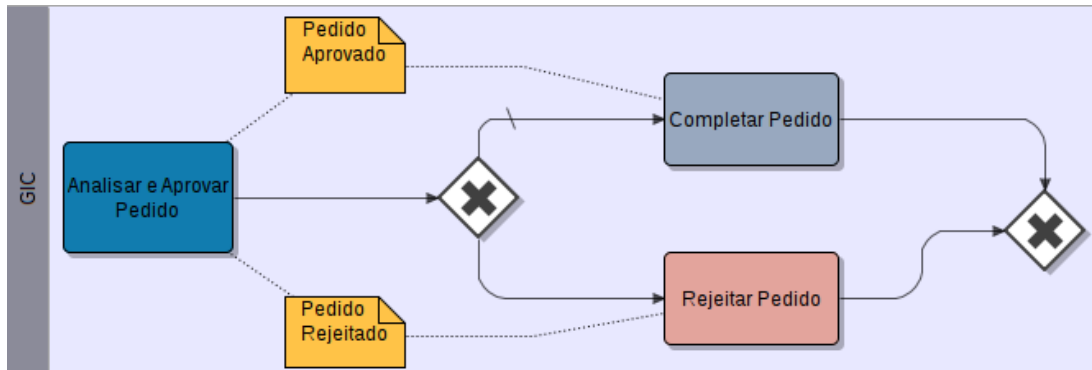 GIC
Pedido
Aprovado
Analisar e Aprovar
Pedido
Completar Pedido
Pedido
Rejeitado
Rejeitar Pedido